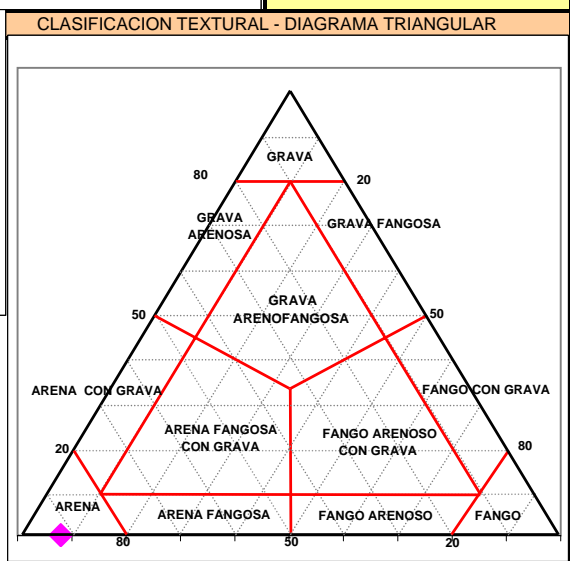 CLASIFICACION TEXTURAL - DIAGRAMA TRIANGULAR
GRAVA
80
20
GRAVA
ARENOSA
GRAVA FANGOSA
GRAVA
ARENOFANGOSA
50
50
ARENA CON GRAVA
FANGO CON GRAVA
ARENA FANGOSA
CON GRAVA
FANGO ARENOSO
CON GRAVA
20
80
ARENA
ARENA FANGOSA
FANGO ARENOSO
FANGO
80
50
20